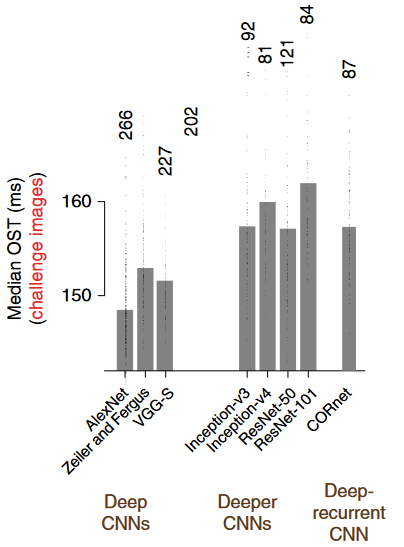 266
227
202
92
81
121
84
87
Median OST (ms)
(challenge images)
160
150
AlexNet
Zeiler and Fergus
VGG-S
Inception-v3
Inception-v4
ResNet-50
ResNet-101
CORnet
Deep
CNNs
Deeper
CNNs
Deep-
recurrent
CNN